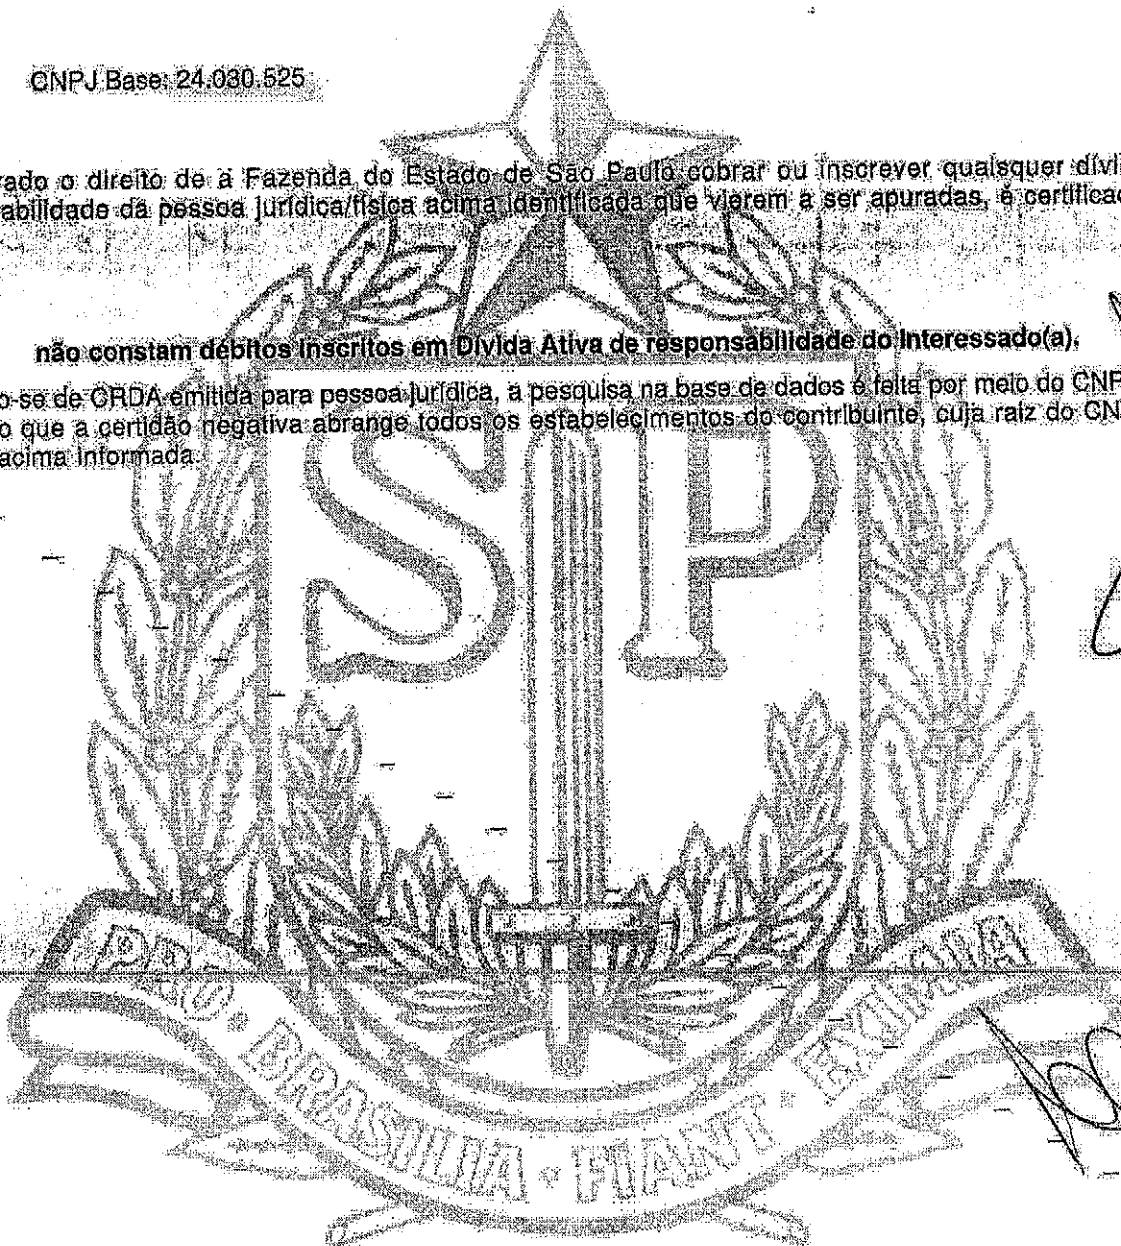 CNPJ Base: 24.030.525
ado o direito de a Fazenda do Estado de São Paulo cobrar ou inscrever quaisquer dívi
abilidade da pessoa jurídica/física acima identificada que vierem a ser apuradas, é certifica
não constam débitos inscritos em Dívida Ativa de responsabilidade do Interessado(a).
o-se de CRDA emitida para pessoa jurídica, a pesquisa na base de dados é feita por meio do CNP
o que a certidão negativa abrange todos os estabelecimentos do contribuinte, cuja raiz do CN
acima informada.
SP
PRO · BRASILIA · FIANT · EXIMIA